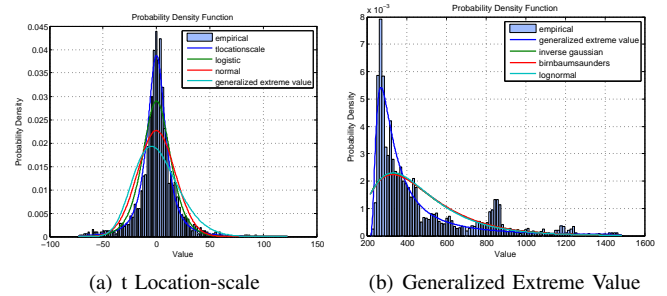 Probability Density Function
0.045
0.04
0.035
0.03
0.025
0.02
0.015
0.01
0.005
0
Probability Density
empirical
locationscale
logistic
normal
generalized extreme value
−100
−50
0
50
100
150
Value
(a) t Location-scale
x 10⁻³
Probability Density Function
8
7
6
5
4
3
2
1
0
Probability Density
empirical
generalized extreme value
inverse gaussian
birnbaumsaunders
lognormal
200
400
600
800
1000
1200
1400
1600
Value
(b) Generalized Extreme Value